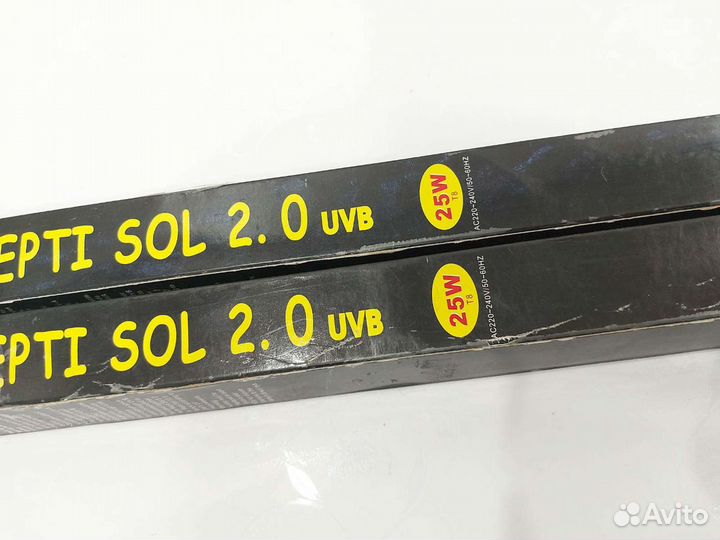 EPTI SOL 2.0 UVB
25W
T8
AC220-240V/50-60HZ
EPTI SOL 2.0 UVB
25W
T8
AC220-240V/50-60HZ
Avito